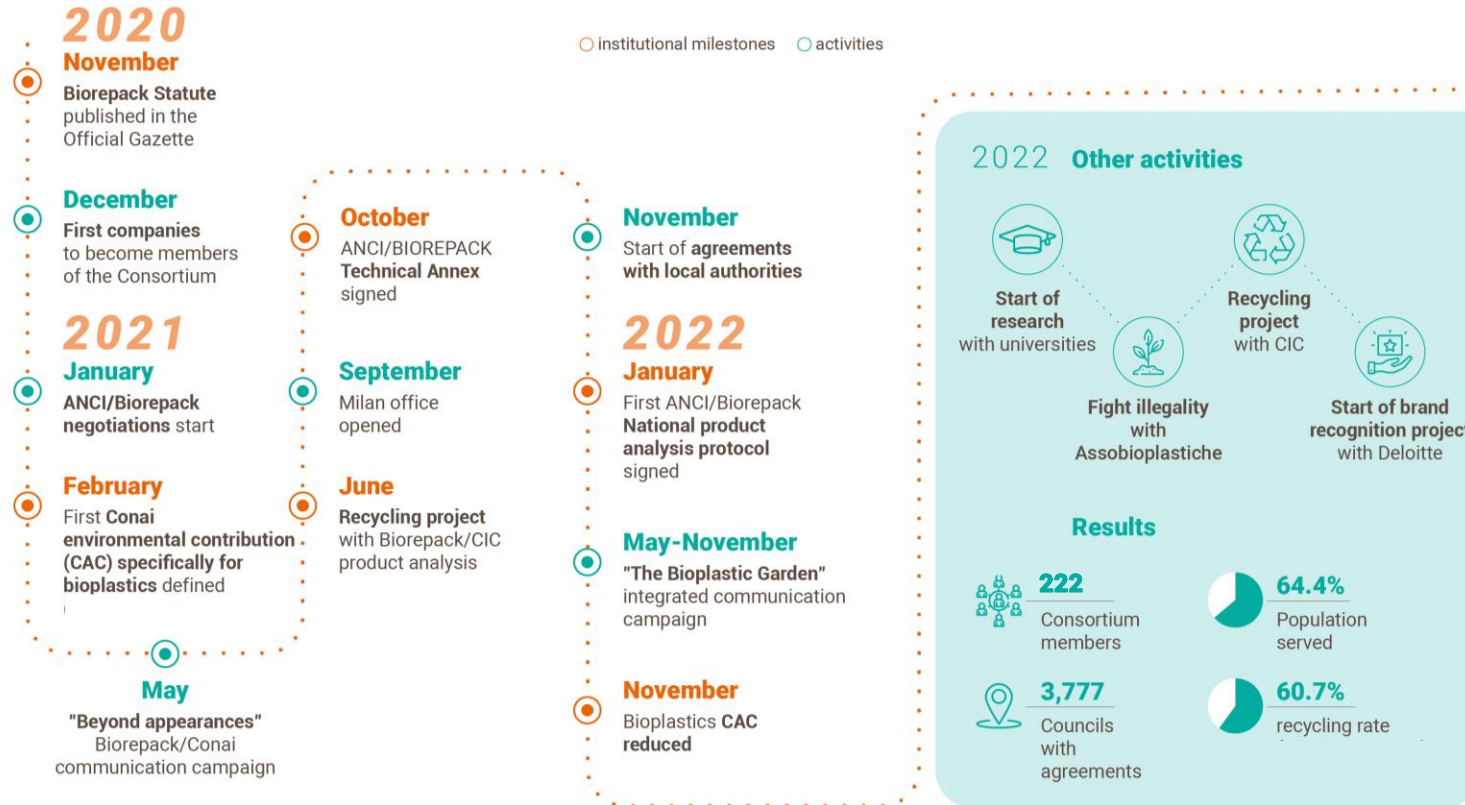 institutional milestones
activities
2020
November
Biorepack Statute
published in the
Official Gazette
December
First companies
to become members
of the Consortium
2021
January
ANCI/Biorepack
negotiations start
February
First Conai
environmental contribution
(CAC) specifically for
bioplastics defined
May
"Beyond appearances"
Biorepack/Conai
communication campaign
June
Recycling project
with Biorepack/CIC
product analysis
September
Milan office
opened
October
ANCI/BIOREPACK
Technical Annex
signed
November
Start of agreements
with local authorities
2022
January
First ANCI/Biorepack
National product
analysis protocol
signed
May-November
"The Bioplastic Garden"
integrated communication
campaign
November
Bioplastics CAC
reduced
2022 Other activities
Start of
research
with universities
Fight illegality
with
Assobioplastiche
Recycling
project
with CIC
Start of brand
recognition project
with Deloitte
Results
222
Consortium
members
64.4%
Population
served
3,777
Councils
with
agreements
60.7%
recycling rate